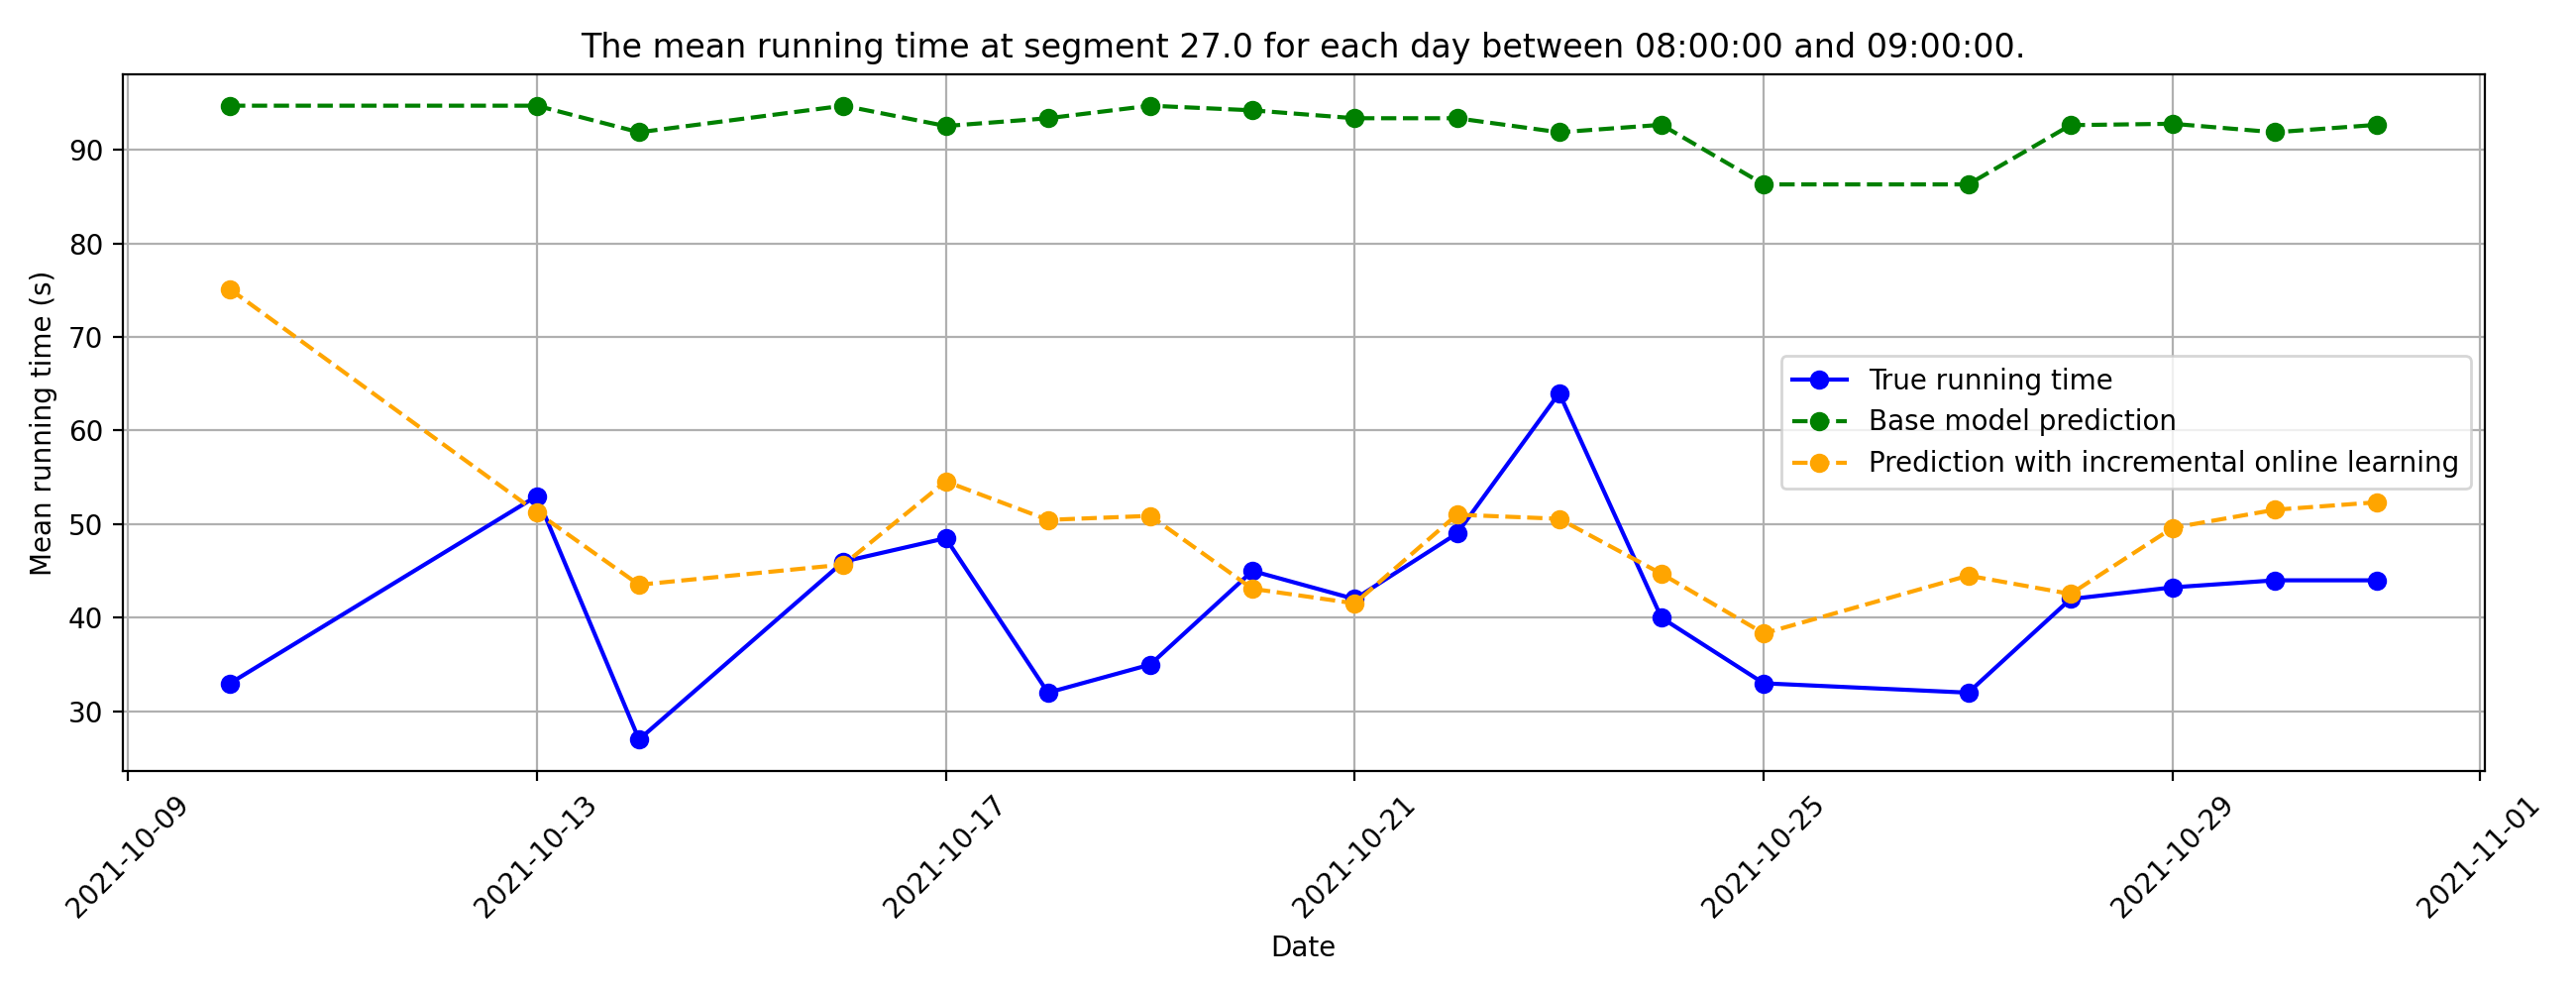 The mean running time at segment 27.0 for each day between 08:00:00 and 09:00:00.
Mean running time (s)
90
80
70
60
50
40
30
True running time
Base model prediction
Prediction with incremental online learning
2021-10-09
2021-10-13
2021-10-17
2021-10-21
2021-10-25
2021-10-29
2021-11-01
Date